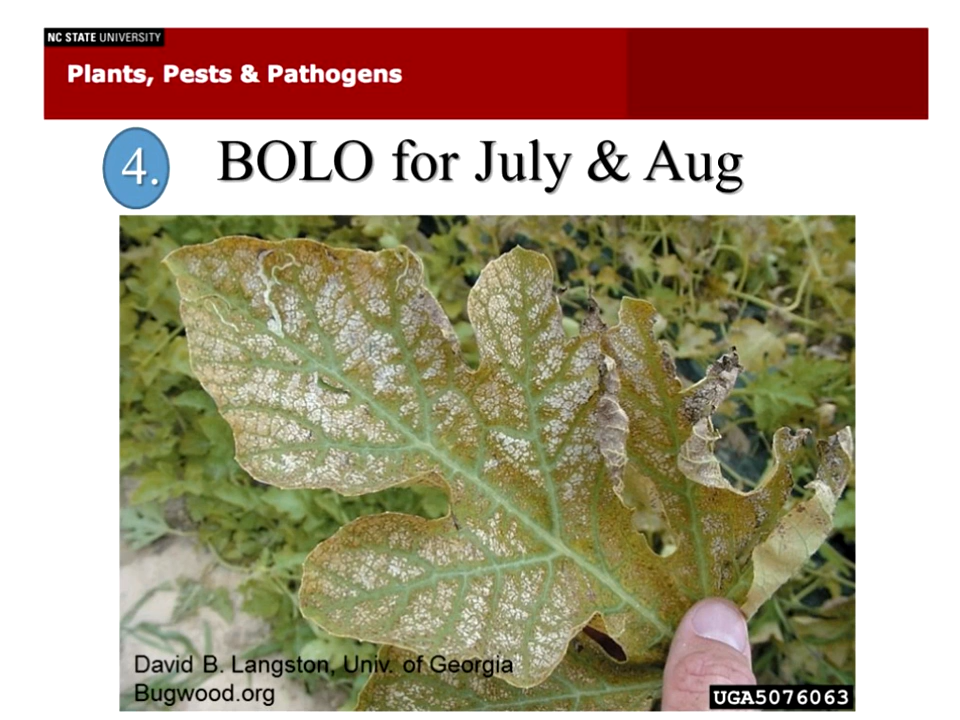 NC STATE UNIVERSITY
Plants, Pests & Pathogens
4. BOLO for July & Aug
David B. Langston, Univ. of Georgia
Bugwood.org
UGA5076063